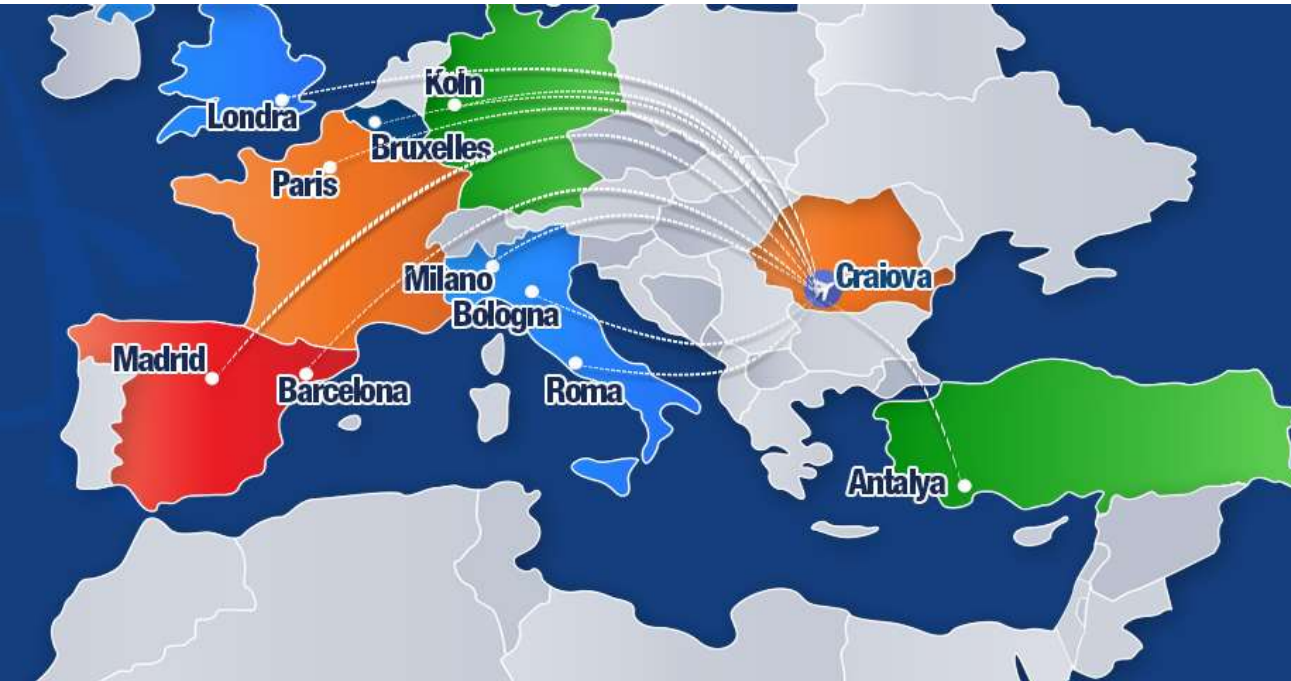 Koln
Londra
Bruxelles
Paris
Milano
Craiova
Bologna
Madrid
Barcelona
Roma
Antalya